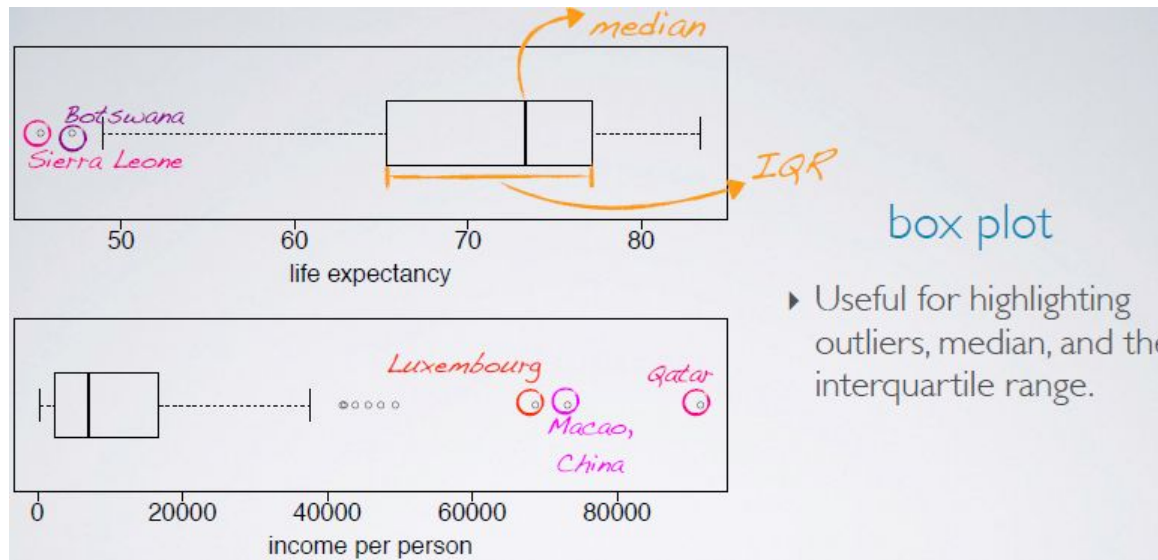 median
Botswana
Sierra Leone
IQR
50 60 70 80
life expectancy
box plot
▸ Useful for highlighting
outliers, median, and the
interquartile range.
Luxembourg
Qatar
Macao,
China
0 20000 40000 60000 80000
income per person